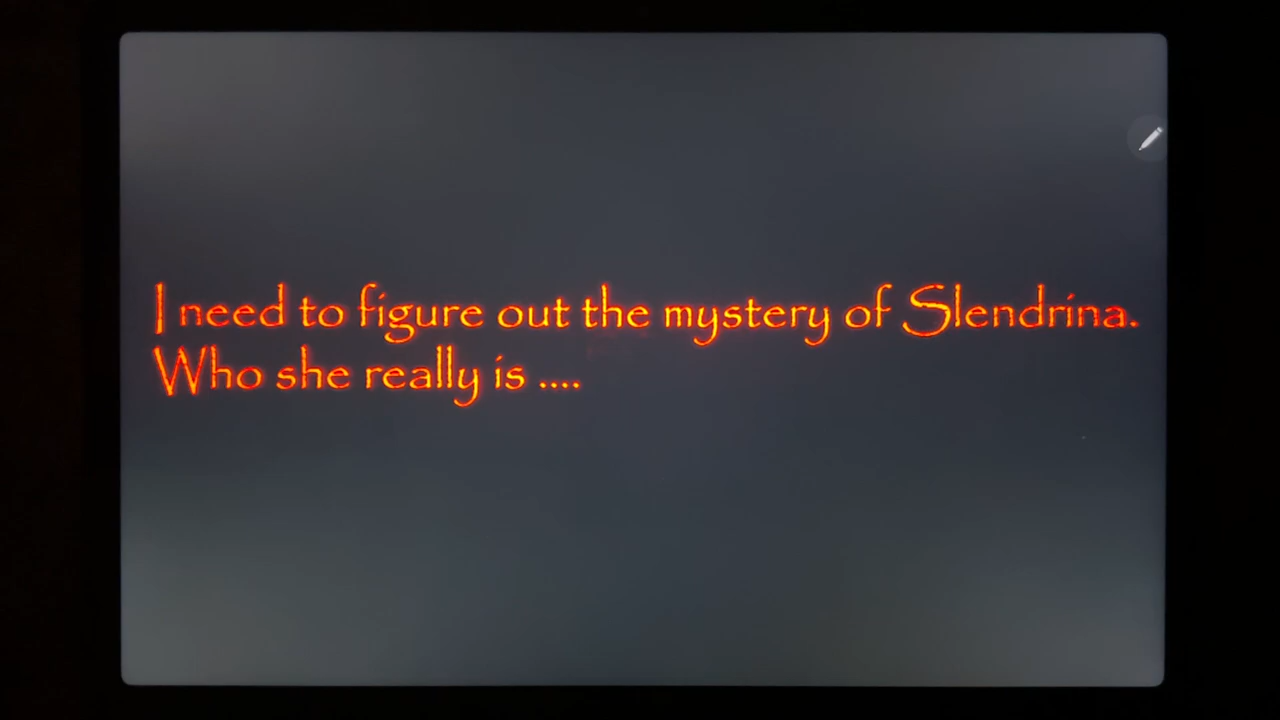 I need to figure out the mystery of Slendrina.
Who she really is ....